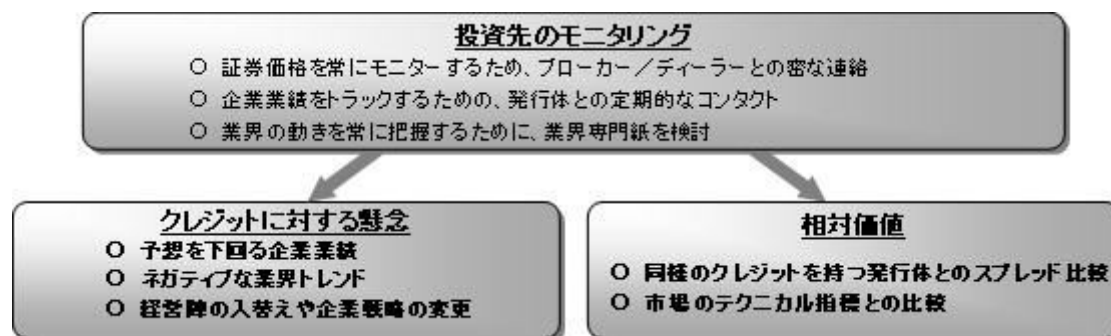 投資先のモニタリング
○ 証券価格を常にモニターするため、ブローカー／ディーラーとの密な連絡
○ 企業業績をトラックするための、発行体との定期的なコンタクト
○ 業界の動きを常に把握するために、業界専門紙を検討
クレジットに対する懸念
○ 予想を下回る企業業績
○ ネガティブな業界トレンド
○ 経営陣の入替えや企業戦略の変更
相対価値
○ 同様のクレジットを持つ発行体とのスプレッド比較
○ 市場のテクニカル指標との比較